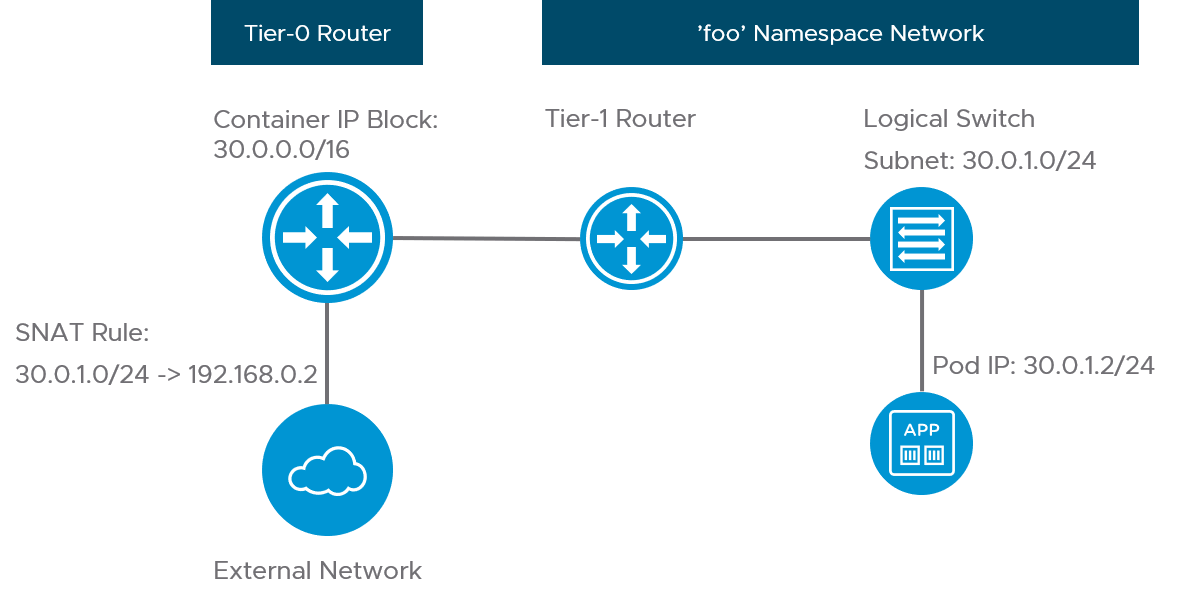 Tier-0 Router
’foo’ Namespace Network
Container IP Block:
30.0.0.0/16
Tier-1 Router
Logical Switch
Subnet: 30.0.1.0/24
SNAT Rule:
30.0.1.0/24 -> 192.168.0.2
Pod IP: 30.0.1.2/24
APP
External Network